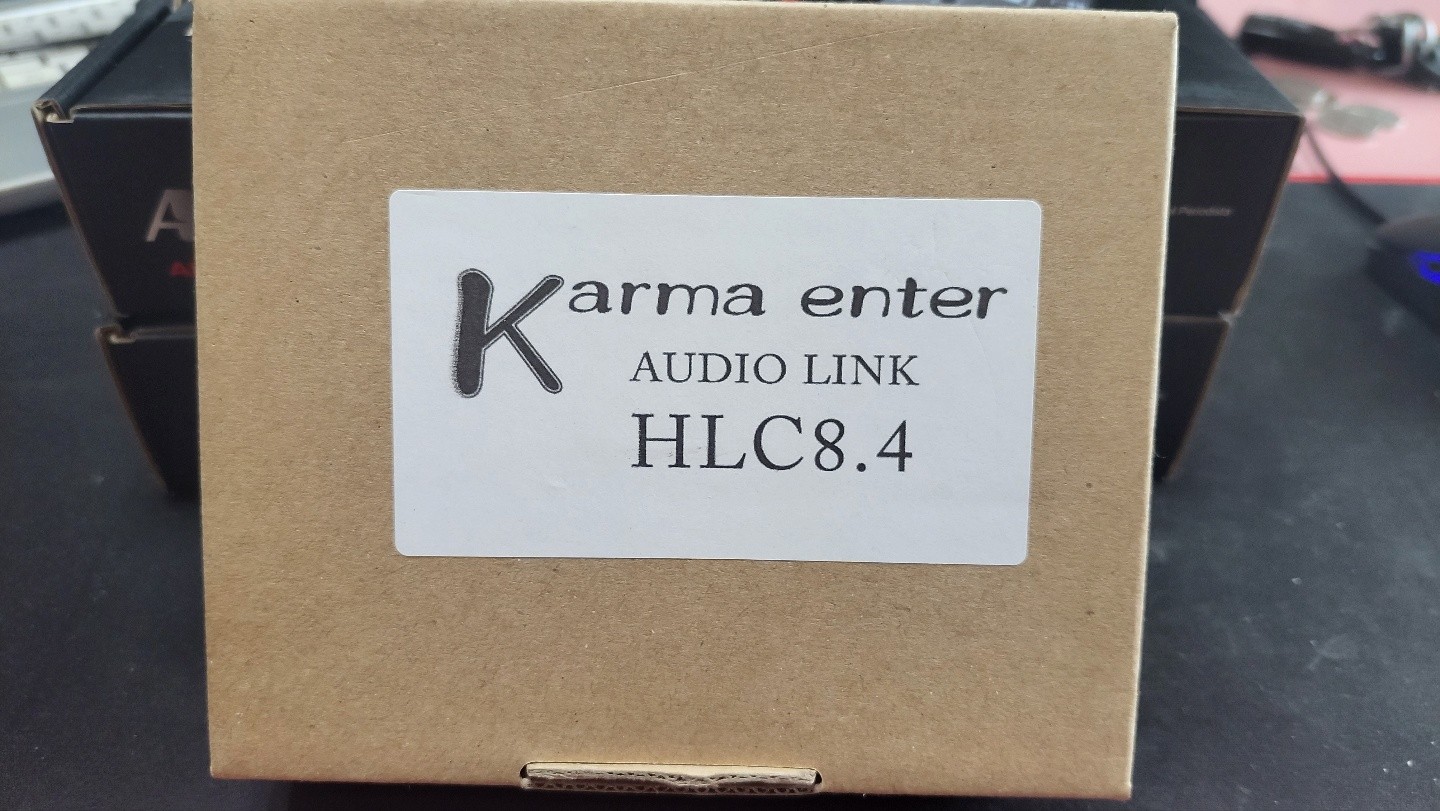 Karma enter
AUDIO LINK
HLC8.4